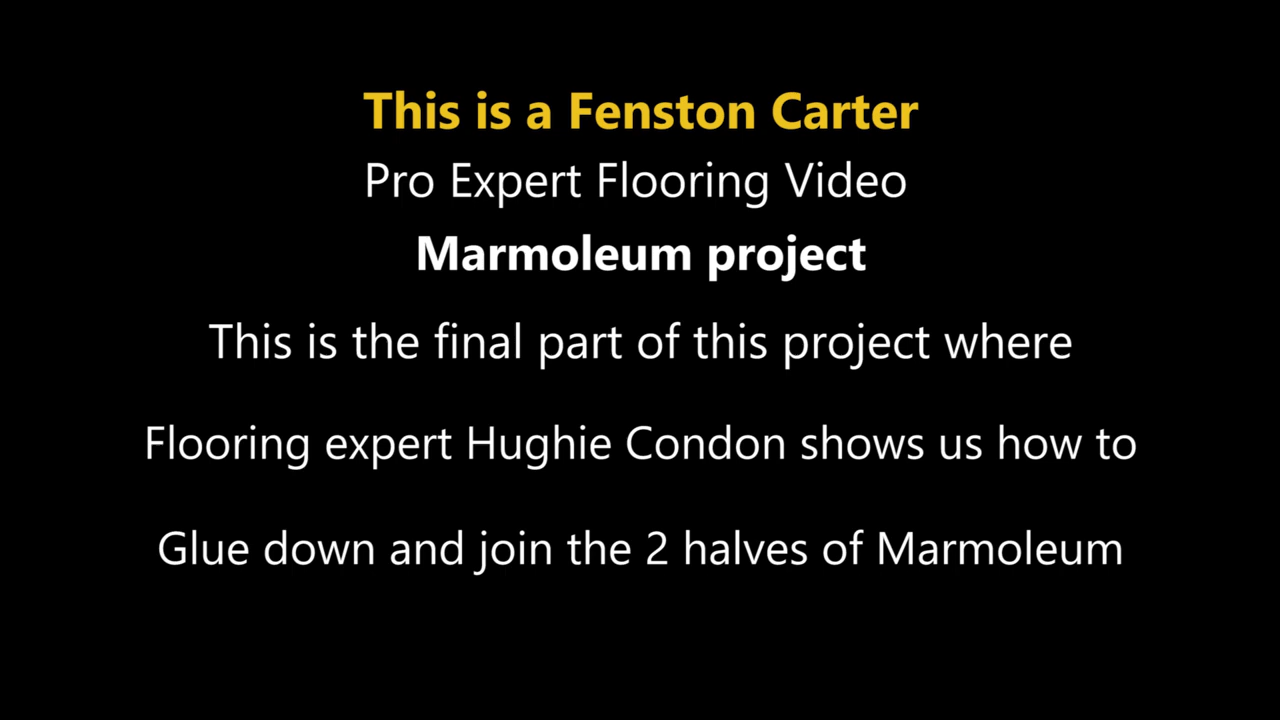 This is a Fenston Carter
Pro Expert Flooring Video
Marmoleum project
This is the final part of this project where
Flooring expert Hughie Condon shows us how to
Glue down and join the 2 halves of Marmoleum